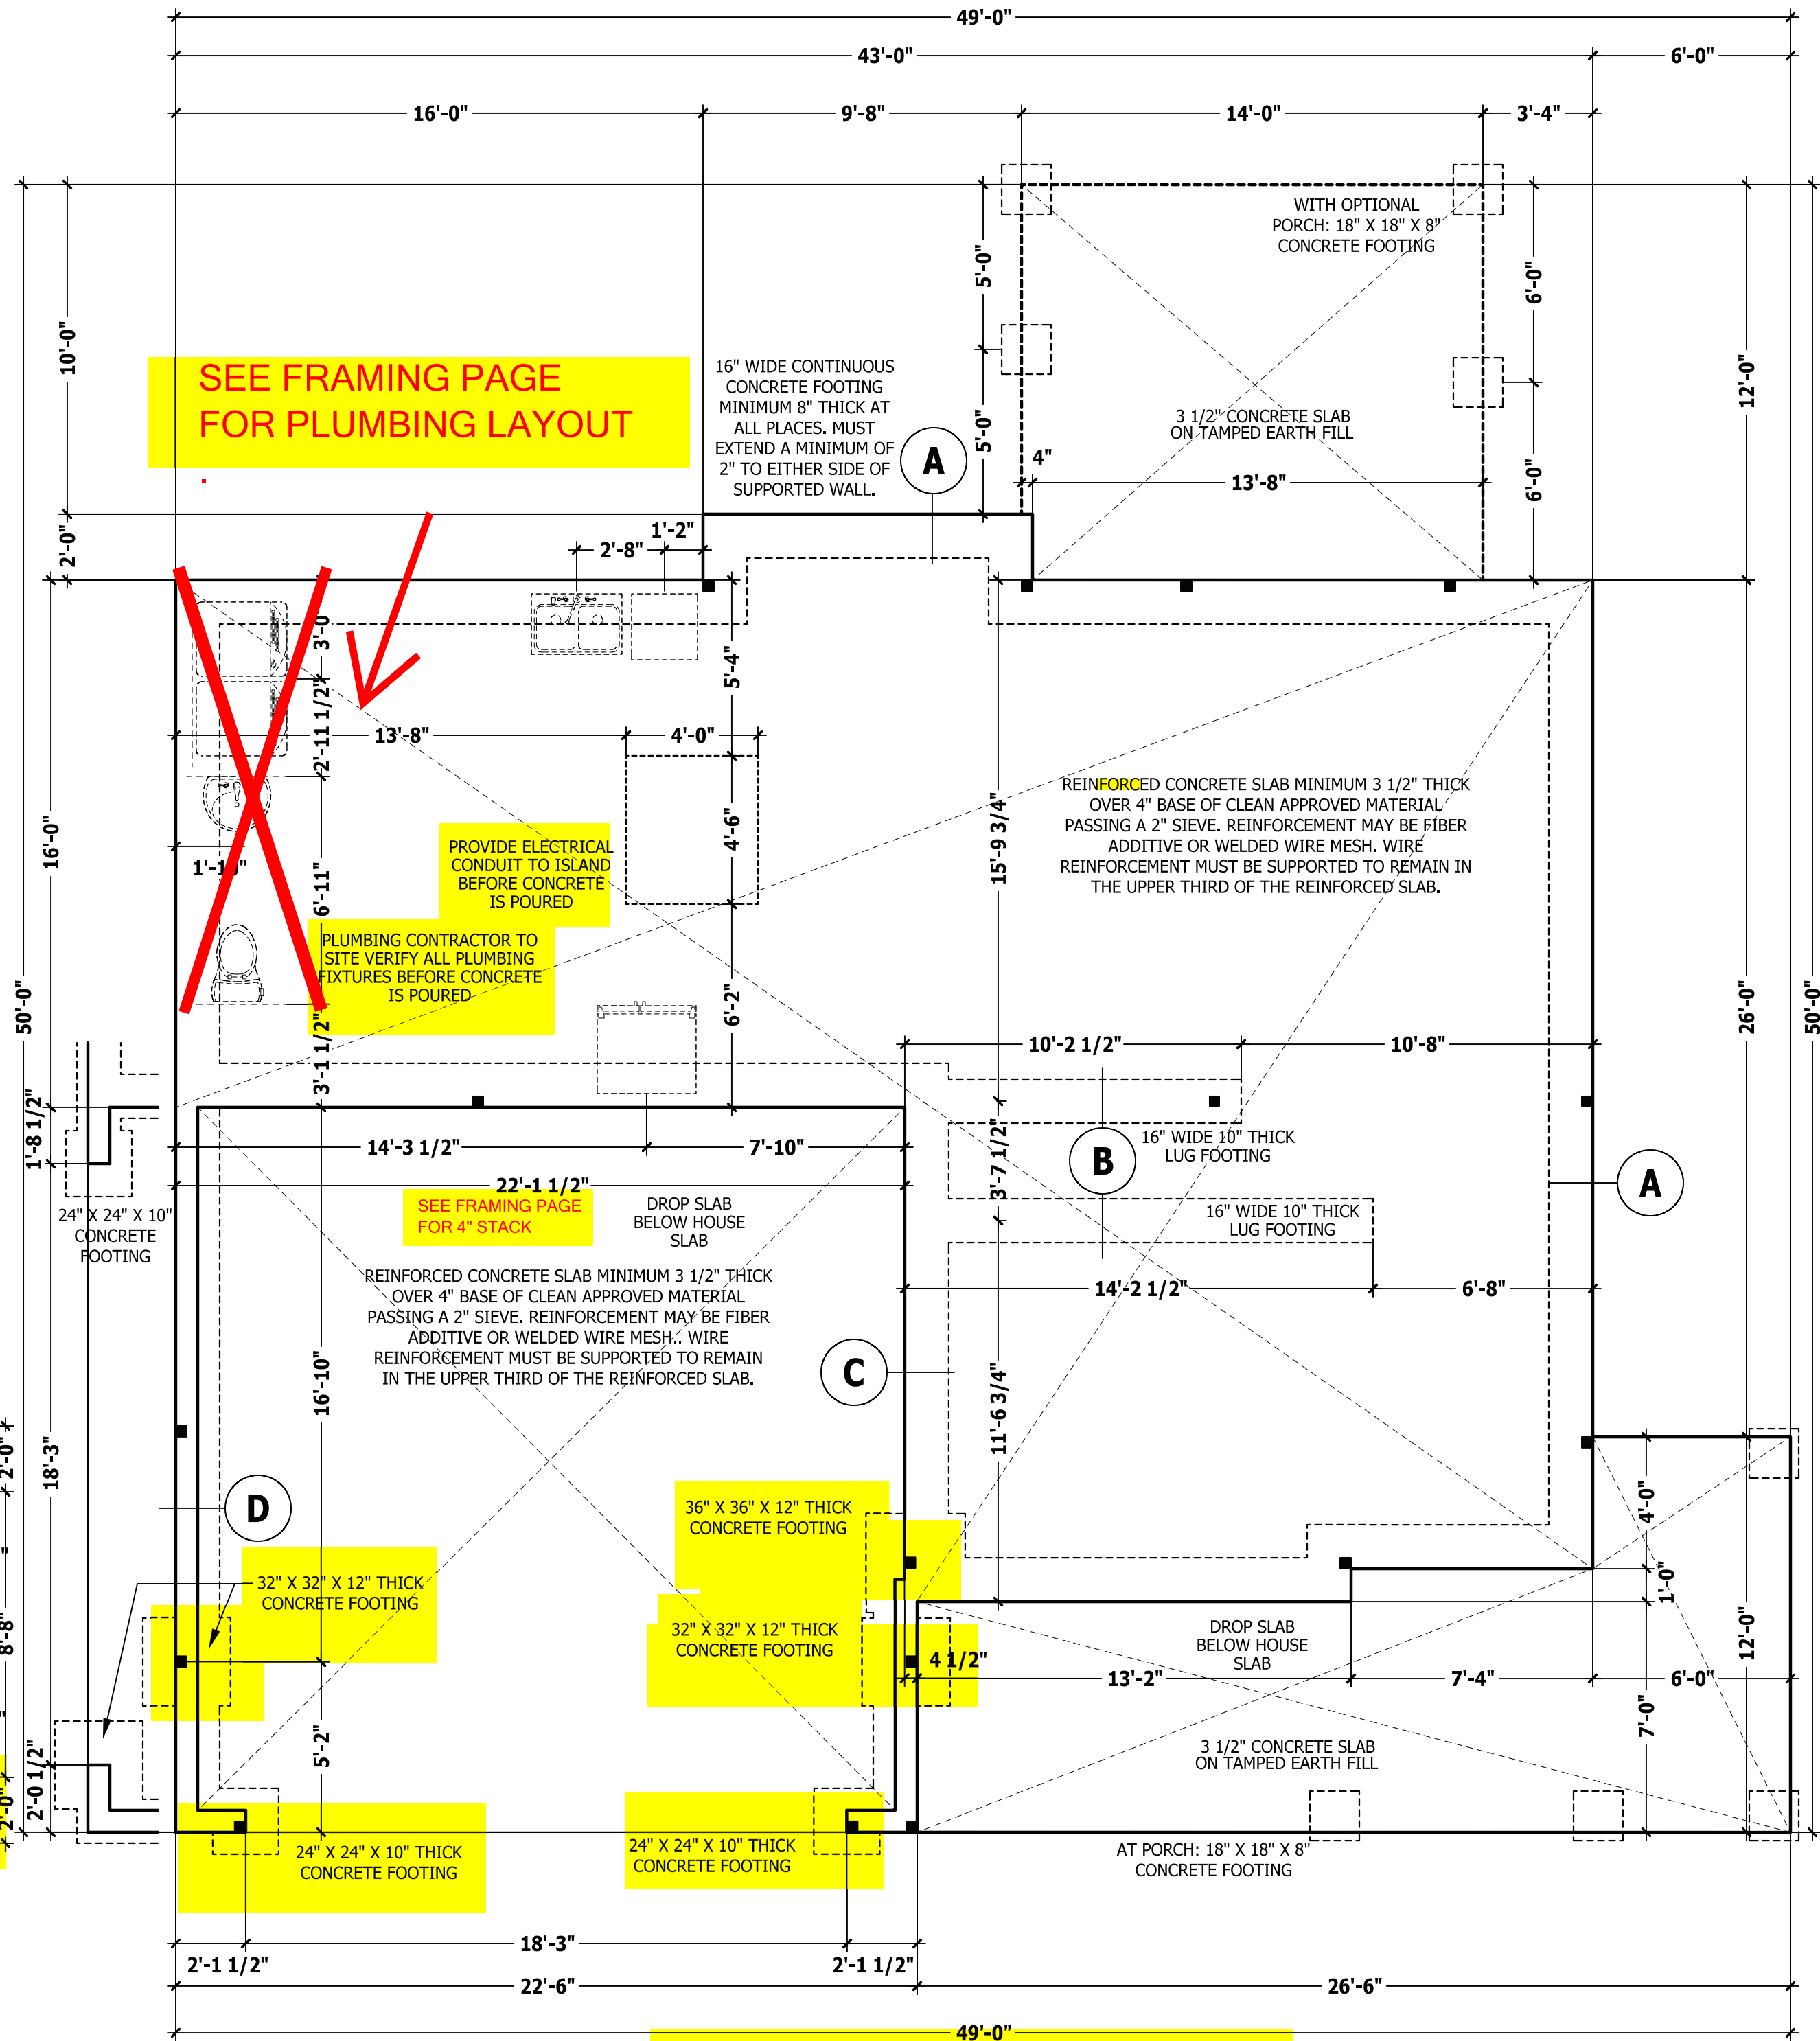 49'-0"
43'-0"
6'-0"
16'-0"
9'-8"
14'-0"
3'-4"
WITH OPTIONAL
PORCH: 18" X 18" X 8"
CONCRETE FOOTING
10'-0"
5'-0"
6'-0"
12'-0"
SEE FRAMING PAGE
FOR PLUMBING LAYOUT
16" WIDE CONTINUOUS
CONCRETE FOOTING
MINIMUM 8" THICK AT
ALL PLACES. MUST
EXTEND A MINIMUM OF
2" TO EITHER SIDE OF
SUPPORTED WALL.
A
5'-0"
4"
3 1/2" CONCRETE SLAB
ON TAMPED EARTH FILL
13'-8"
6'-0"
2'-0"
2'-8"
1'-2"
3'-0
2'-11 1/2"
5'-4"
13'-8"
4'-0"
4'-6"
15'-9 3/4"
REINFORCED CONCRETE SLAB MINIMUM 3 1/2" THICK
OVER 4" BASE OF CLEAN APPROVED MATERIAL
PASSING A 2" SIEVE. REINFORCEMENT MAY BE FIBER
ADDITIVE OR WELDED WIRE MESH. WIRE
REINFORCEMENT MUST BE SUPPORTED TO REMAIN IN
THE UPPER THIRD OF THE REINFORCED SLAB.
16'-0"
1'-10"
6'-11"
PROVIDE ELECTRICAL
CONDUIT TO ISLAND
BEFORE CONCRETE
IS POURED
PLUMBING CONTRACTOR TO
SITE VERIFY ALL PLUMBING
FIXTURES BEFORE CONCRETE
IS POURED
50'-0"
6'-2"
26'-0"
50'-0"
3'-1 1/2"
10'-2 1/2"
10'-8"
1'-8 1/2"
14'-3 1/2"
7'-10"
3'-7 1/2"
B
16" WIDE 10" THICK
LUG FOOTING
A
22'-1 1/2"
24" X 24" X 10"
CONCRETE
FOOTING
SEE FRAMING PAGE
FOR 4" STACK
DROP SLAB
BELOW HOUSE
SLAB
16" WIDE 10" THICK
LUG FOOTING
REINFORCED CONCRETE SLAB MINIMUM 3 1/2" THICK
OVER 4" BASE OF CLEAN APPROVED MATERIAL
PASSING A 2" SIEVE. REINFORCEMENT MAY BE FIBER
ADDITIVE OR WELDED WIRE MESH.. WIRE
REINFORCEMENT MUST BE SUPPORTED TO REMAIN
IN THE UPPER THIRD OF THE REINFORCED SLAB.
14'-2 1/2"
6'-8"
16'-10"
C
11'-6 3/4"
2'-0"
18'-3"
D
36" X 36" X 12" THICK
CONCRETE FOOTING
4'-0"
32" X 32" X 12" THICK
CONCRETE FOOTING
1'-0"
8'-8"
32" X 32" X 12" THICK
CONCRETE FOOTING
DROP SLAB
BELOW HOUSE
SLAB
12'-0"
4 1/2"
13'-2"
7'-4"
6'-0"
5'-2"
7'-0"
3 1/2" CONCRETE SLAB
ON TAMPED EARTH FILL
2'-0 1/2"
2'-0"
24" X 24" X 10" THICK
CONCRETE FOOTING
24" X 24" X 10" THICK
CONCRETE FOOTING
AT PORCH: 18" X 18" X 8"
CONCRETE FOOTING
18'-3"
2'-1 1/2"
2'-1 1/2"
22'-6"
26'-6"
49'-0"